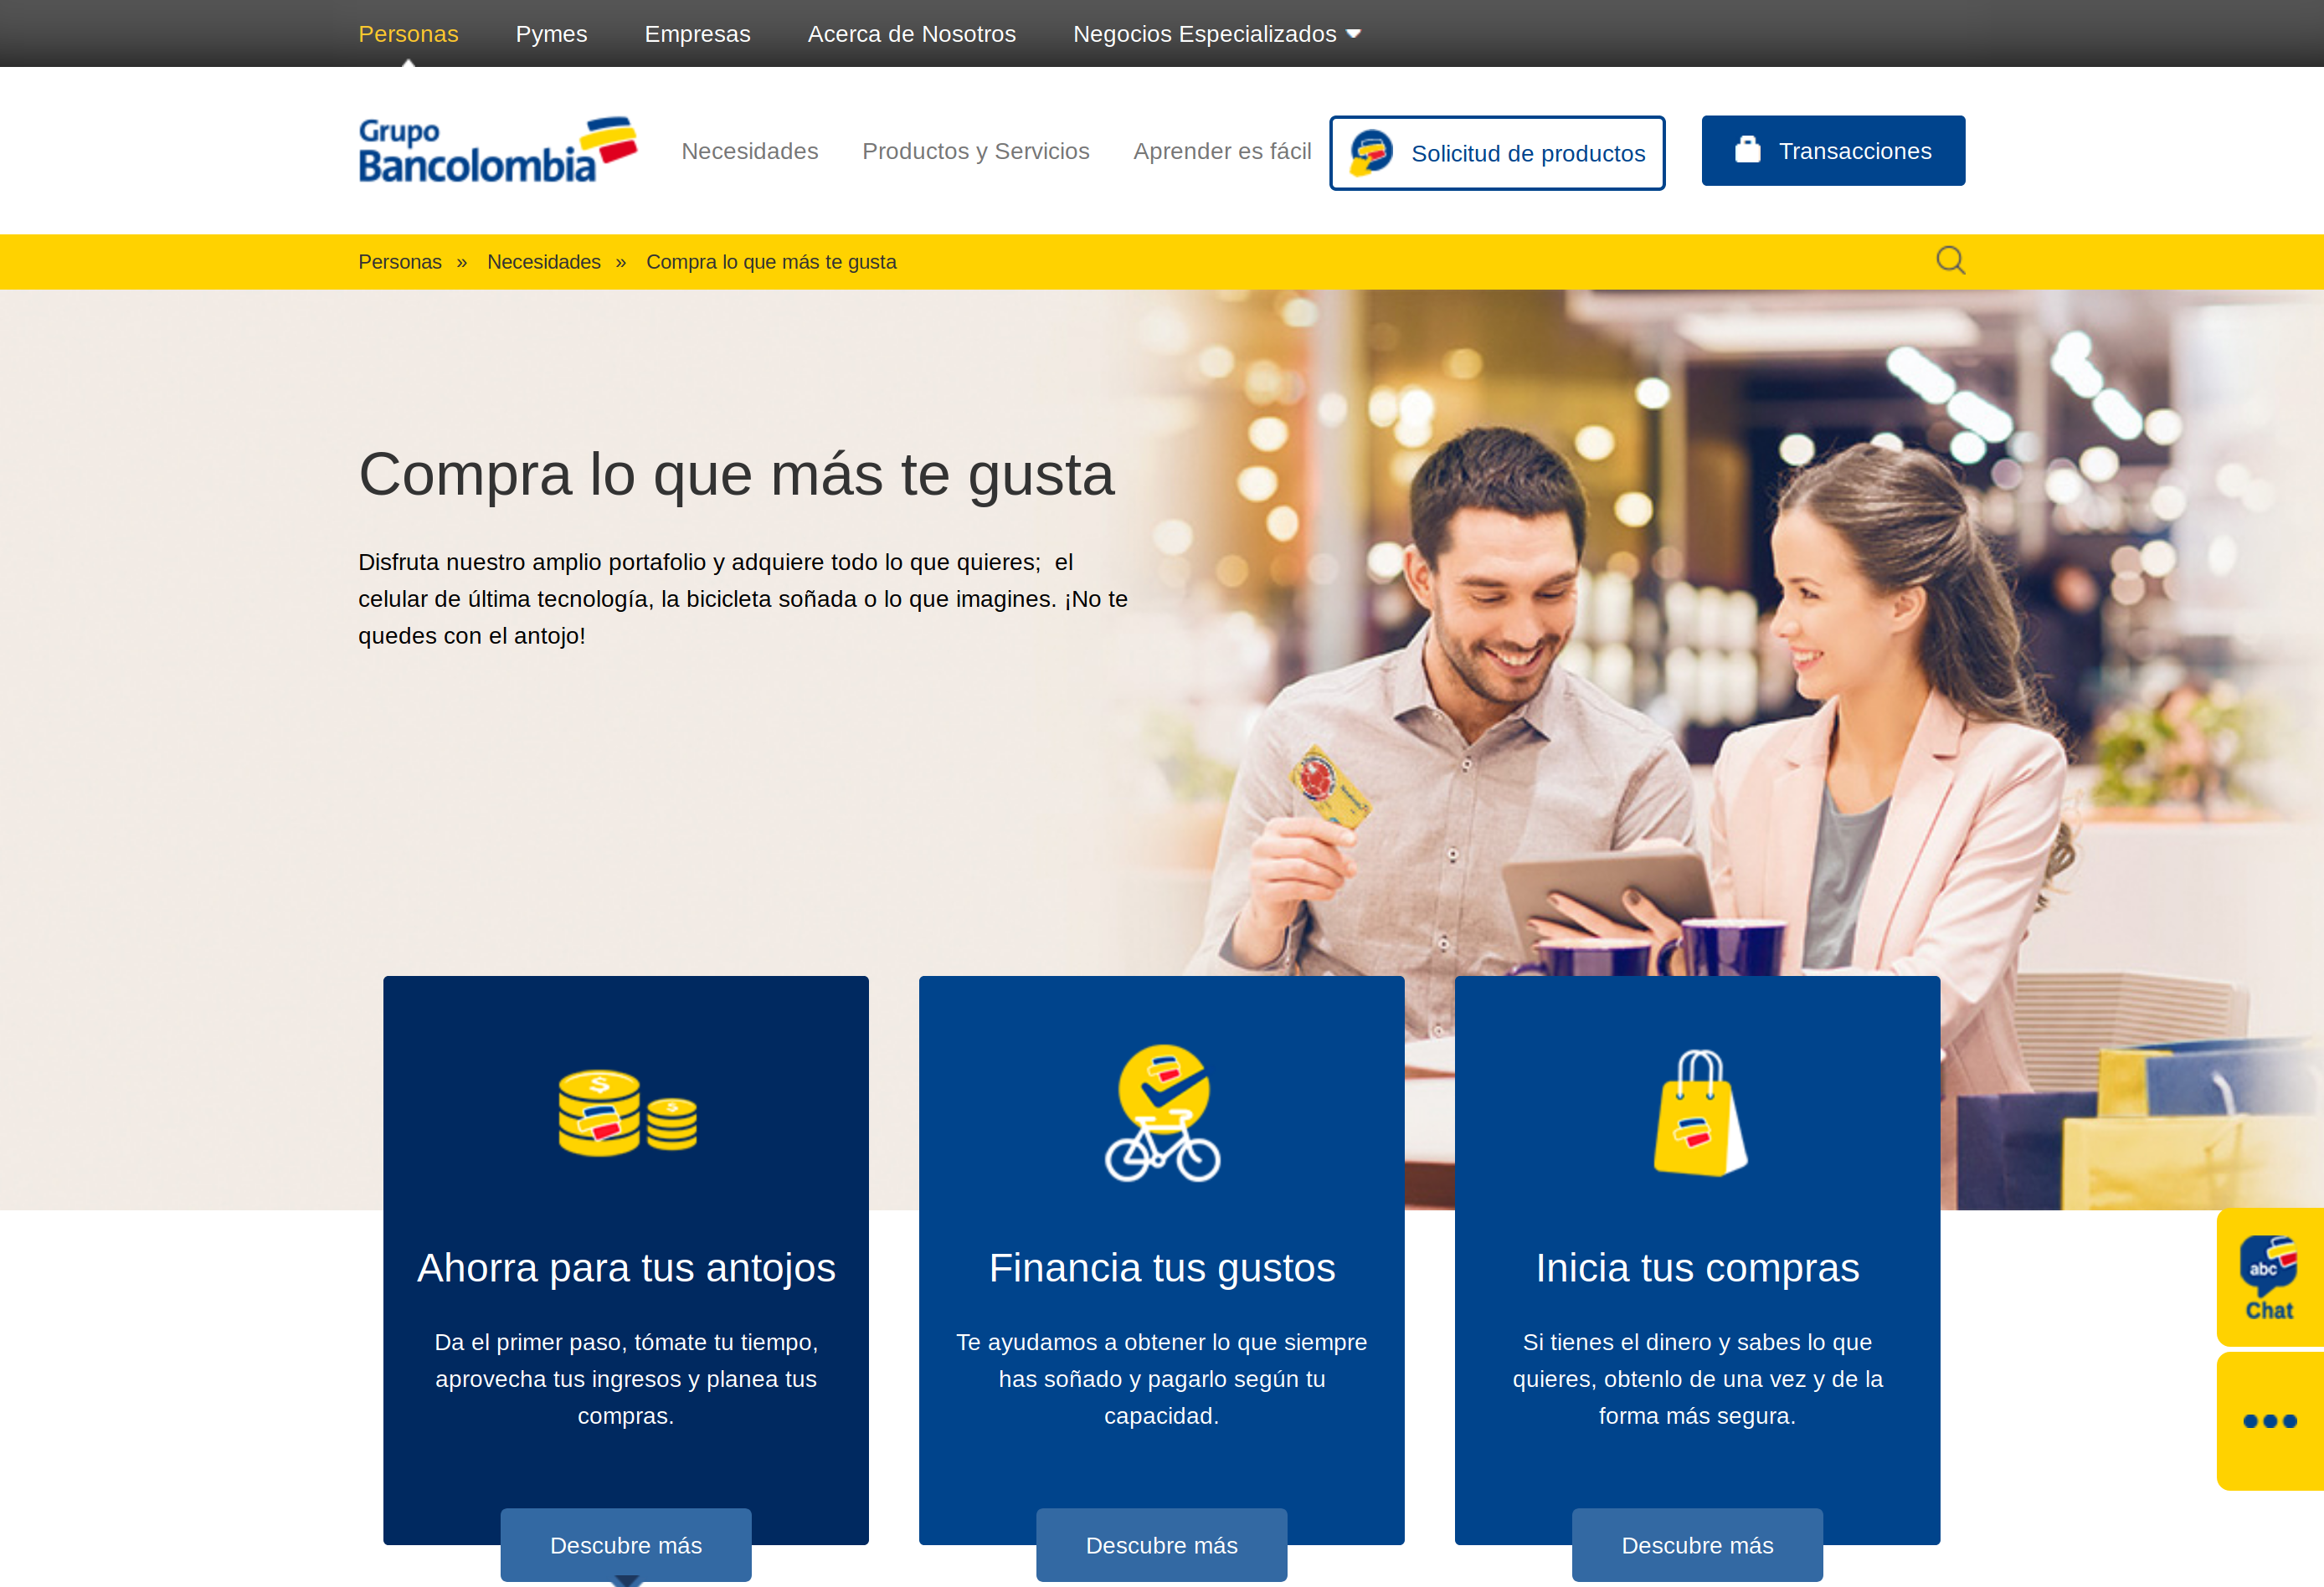 Personas Pymes Empresas Acerca de Nosotros Negocios Especializados
Grupo
Bancolombia
Necesidades Productos y Servicios Aprender es fácil Solicitud de productos Transacciones
Personas » Necesidades » Compra lo que más te gusta
Compra lo que más te gusta
Disfruta nuestro amplio portafolio y adquiere todo lo que quieres; el
celular de última tecnología, la bicicleta soñada o lo que imagines. ¡No te
quedes con el antojo!
$ $
Ahorra para tus antojos
Da el primer paso, tómate tu tiempo,
aprovecha tus ingresos y planea tus
compras.
Descubre más
Financia tus gustos
Te ayudamos a obtener lo que siempre
has soñado y pagarlo según tu
capacidad.
Descubre más
Inicia tus compras
Si tienes el dinero y sabes lo que
quieres, obtenlo de una vez y de la
forma más segura.
Descubre más
abc
Chat